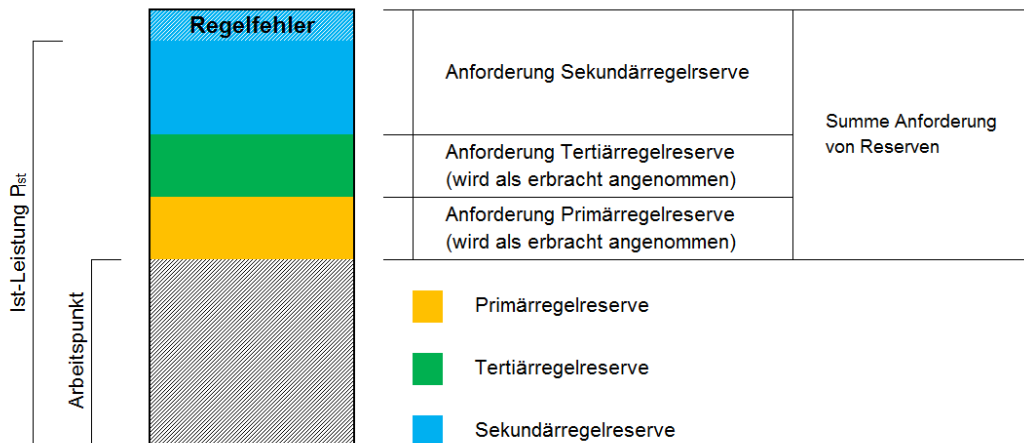 Regelfehler
Anforderung Sekundärregelrserve
Anforderung Tertiärregelreserve
(wird als erbracht angenommen)
Anforderung Primärregelreserve
(wird als erbracht angenommen)
Summe Anforderung
von Reserven
Ist-Leistung Pist
Arbeitspunkt
Primärregelreserve
Tertiärregelreserve
Sekundärregelreserve